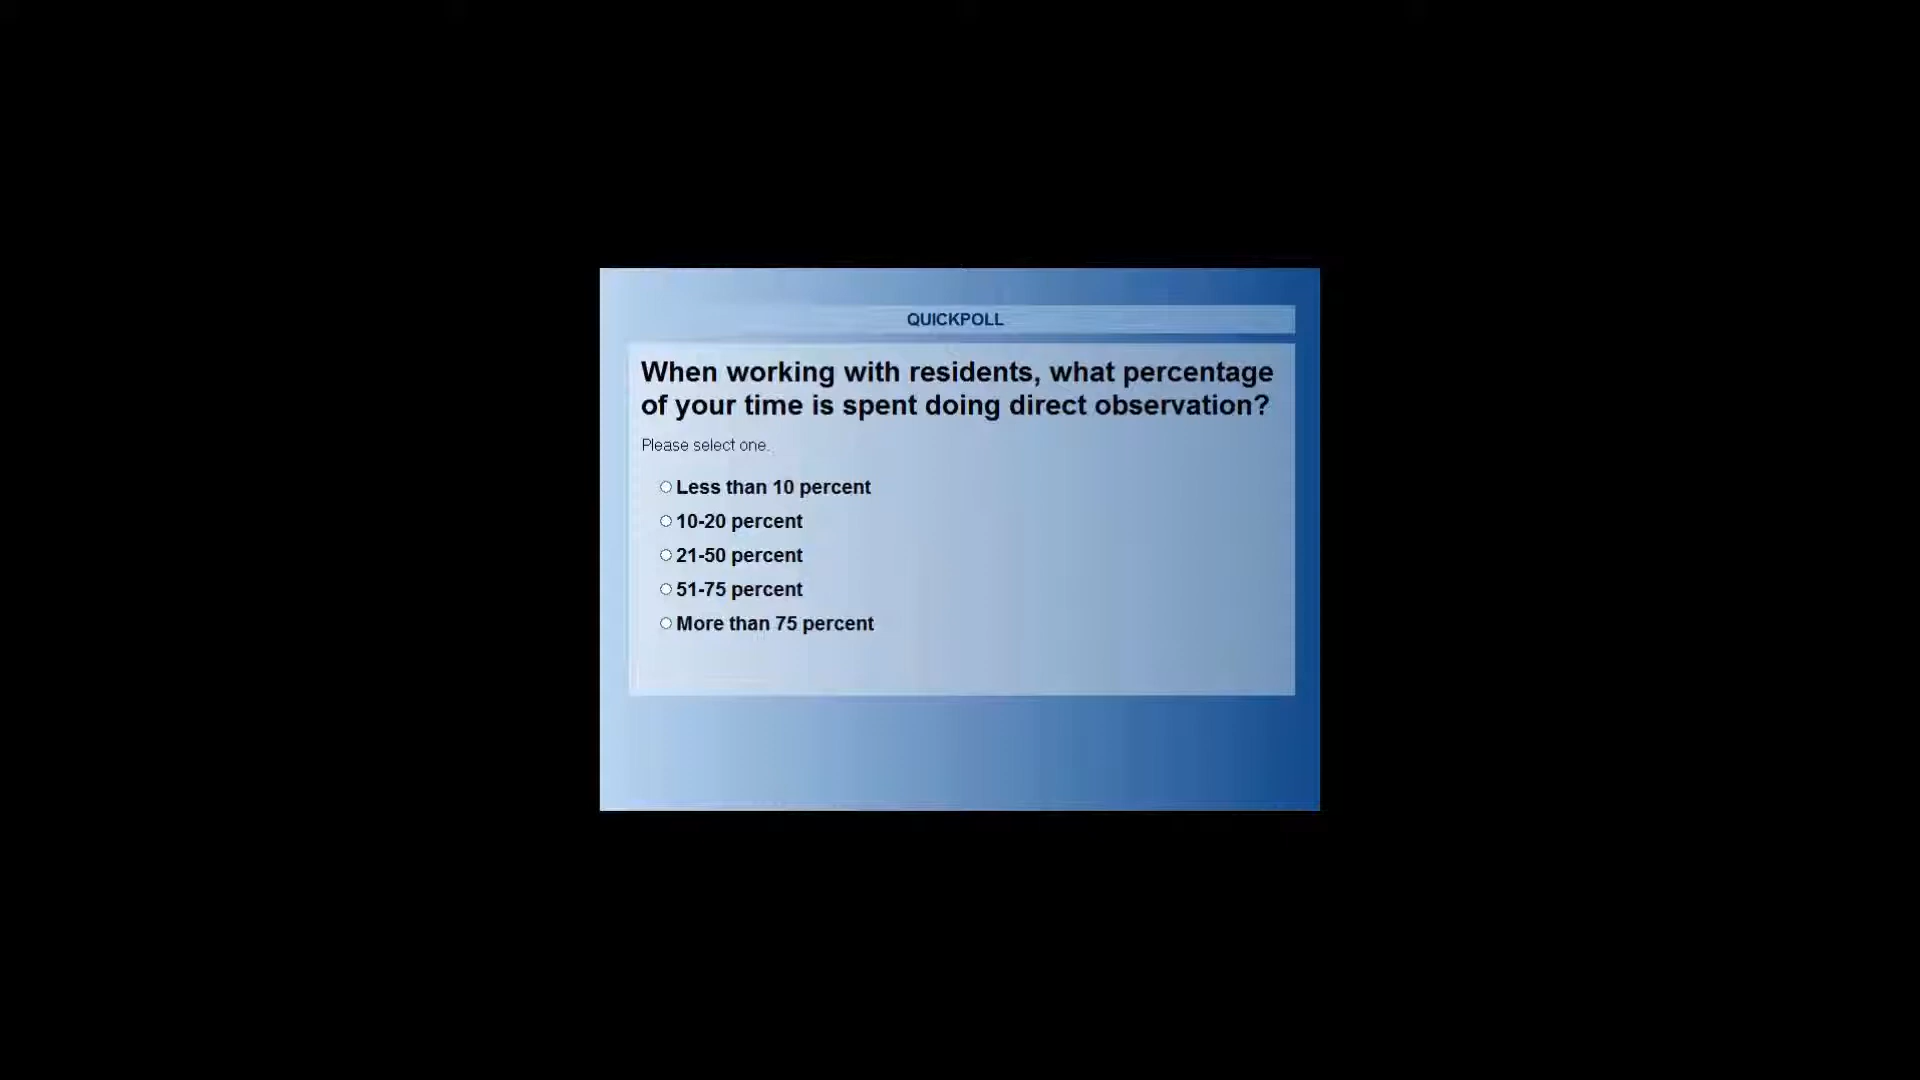 QUICKPOLL
When working with residents, what percentage
of your time is spent doing direct observation?
Please select one.
Less than 10 percent
10-20 percent
21-50 percent
51-75 percent
More than 75 percent